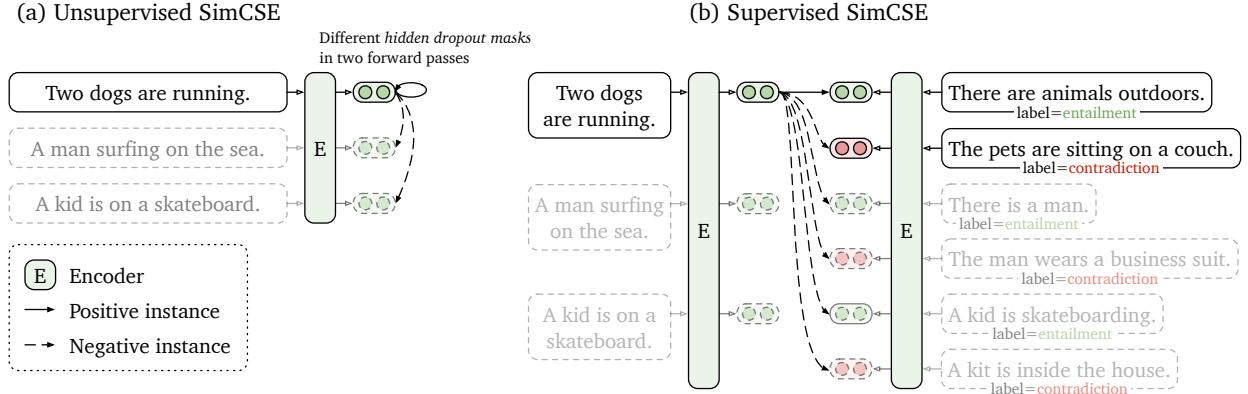 (a) Unsupervised SimCSE
Different hidden dropout masks
in two forward passes
Two dogs are running.
A man surfing on the sea.
A kid is on a skateboard.
E
E Encoder
Positive instance
Negative instance
(b) Supervised SimCSE
Two dogs
are running.
A man surfing
on the sea.
A kid is on a
skateboard.
E
E
There are animals outdoors.
label=entailment
The pets are sitting on a couch.
label=contradiction
There is a man.
label=entailment
The man wears a business suit.
label=contradiction
A kid is skateboarding.
label=entailment
A kit is inside the house.
label=contradiction